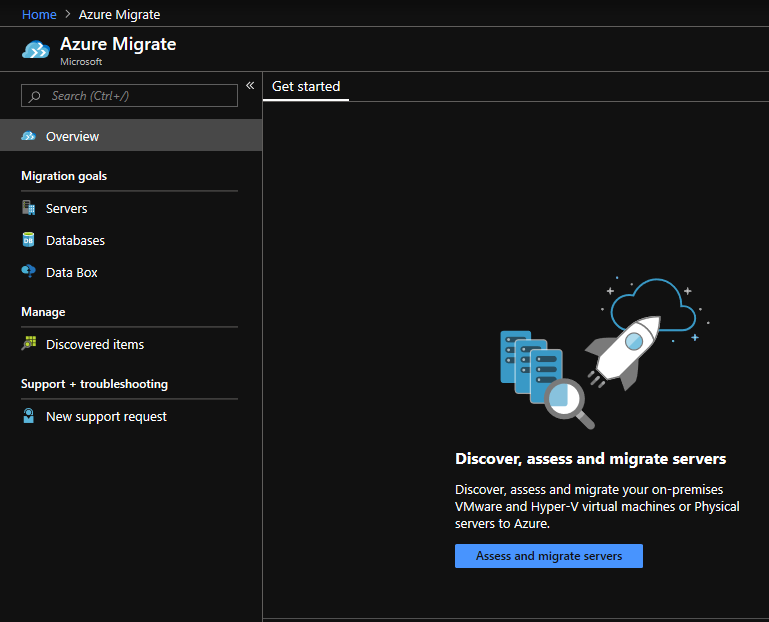 Home > Azure Migrate
Azure Migrate
Microsoft
Search (Ctrl+/)
«
Get started
Overview
Migration goals
Servers
DB
Databases
Data Box
Manage
Discovered items
Support + troubleshooting
New support request
Discover, assess and migrate servers
Discover, assess and migrate your on-premises
VMware and Hyper-V virtual machines or Physical
servers to Azure.
Assess and migrate servers